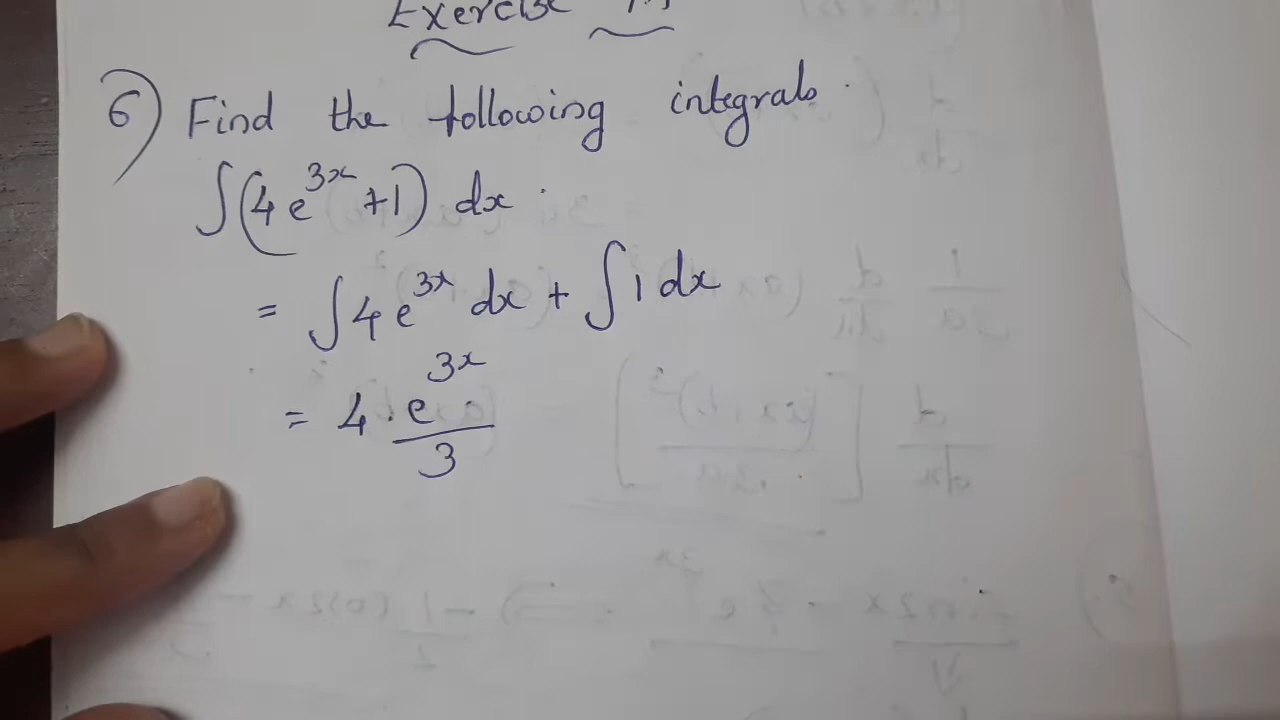 Exercise
6) Find the following integrals.
∫(4e^{3x} + 1) dx.
= ∫4e^{3x} dx + ∫1 dx
= 4 · e^{3x}/3